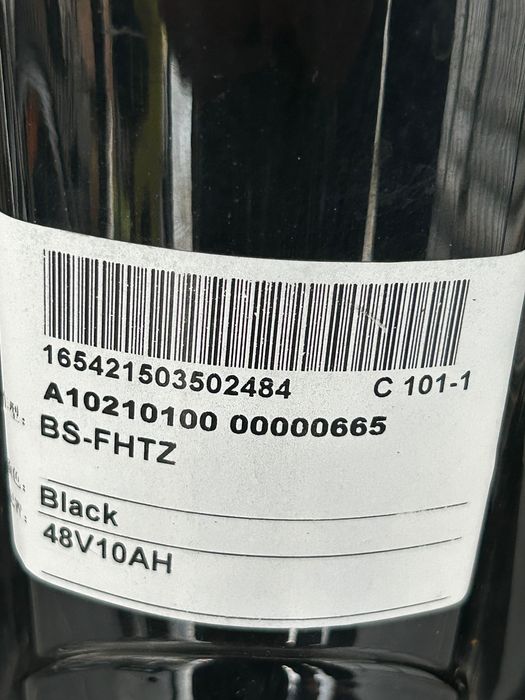 165421503502484 C 101-1
A10210100 00000665
BS-FHTZ
Black
48V10AH